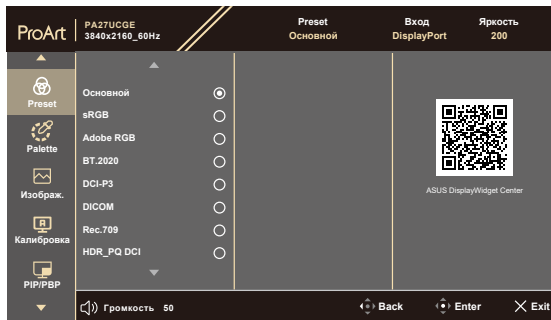 ProArt
PA27UCGE
3840x2160_60Hz
Preset
Основной
Вход
DisplayPort
Яркость
200
Preset
Palette
Изображ.
Калибровка
PIP/PBP
Основной
sRGB
Adobe RGB
BT.2020
DCI-P3
DICOM
Rec.709
HDR_PQ DCI
ASUS DisplayWidget Center
Громкость 50
Back
Enter
Exit